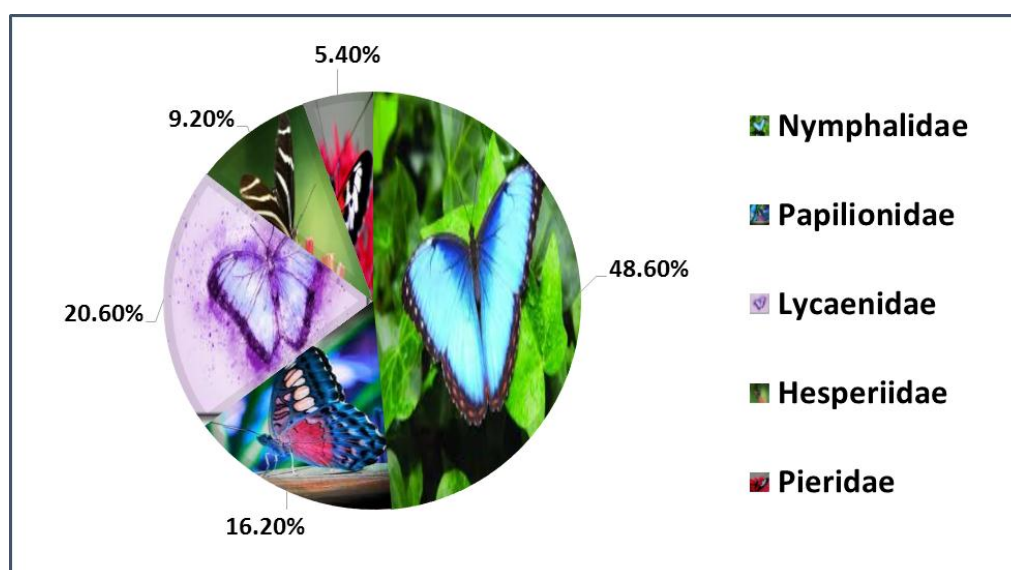 5.40%
9.20%
48.60%
20.60%
16.20%
Nymphalidae
Papilionidae
Lycaenidae
Hesperiidae
Pieridae